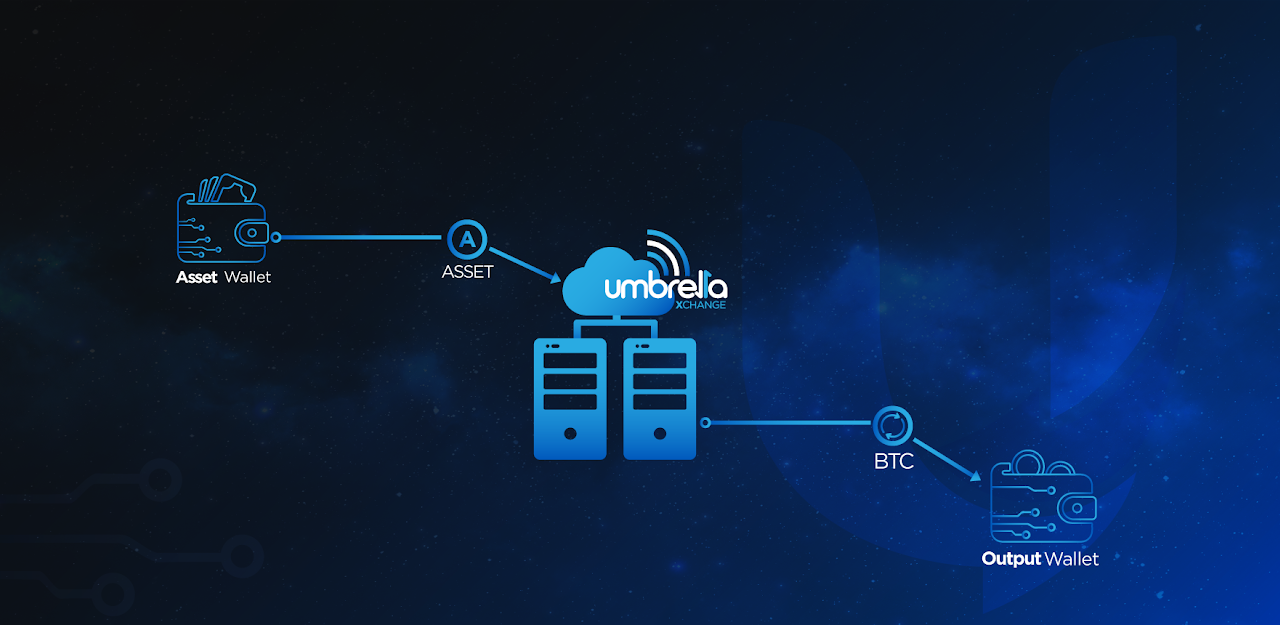 Asset Wallet
A
ASSET
umbrella
XCHANGE
BTC
Output Wallet